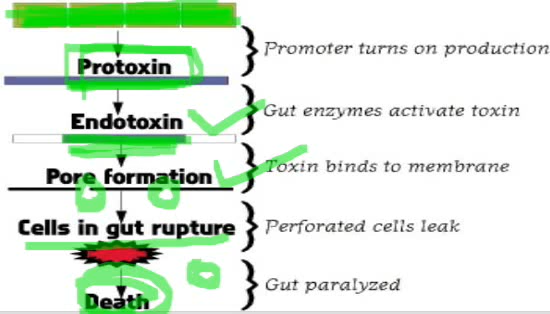 Promoter turns on production
Protoxin
Gut enzymes activate toxin
Endotoxin
Toxin binds to membrane
Pore formation
Perforated cells leak
Cells in gut rupture
Gut paralyzed
Death